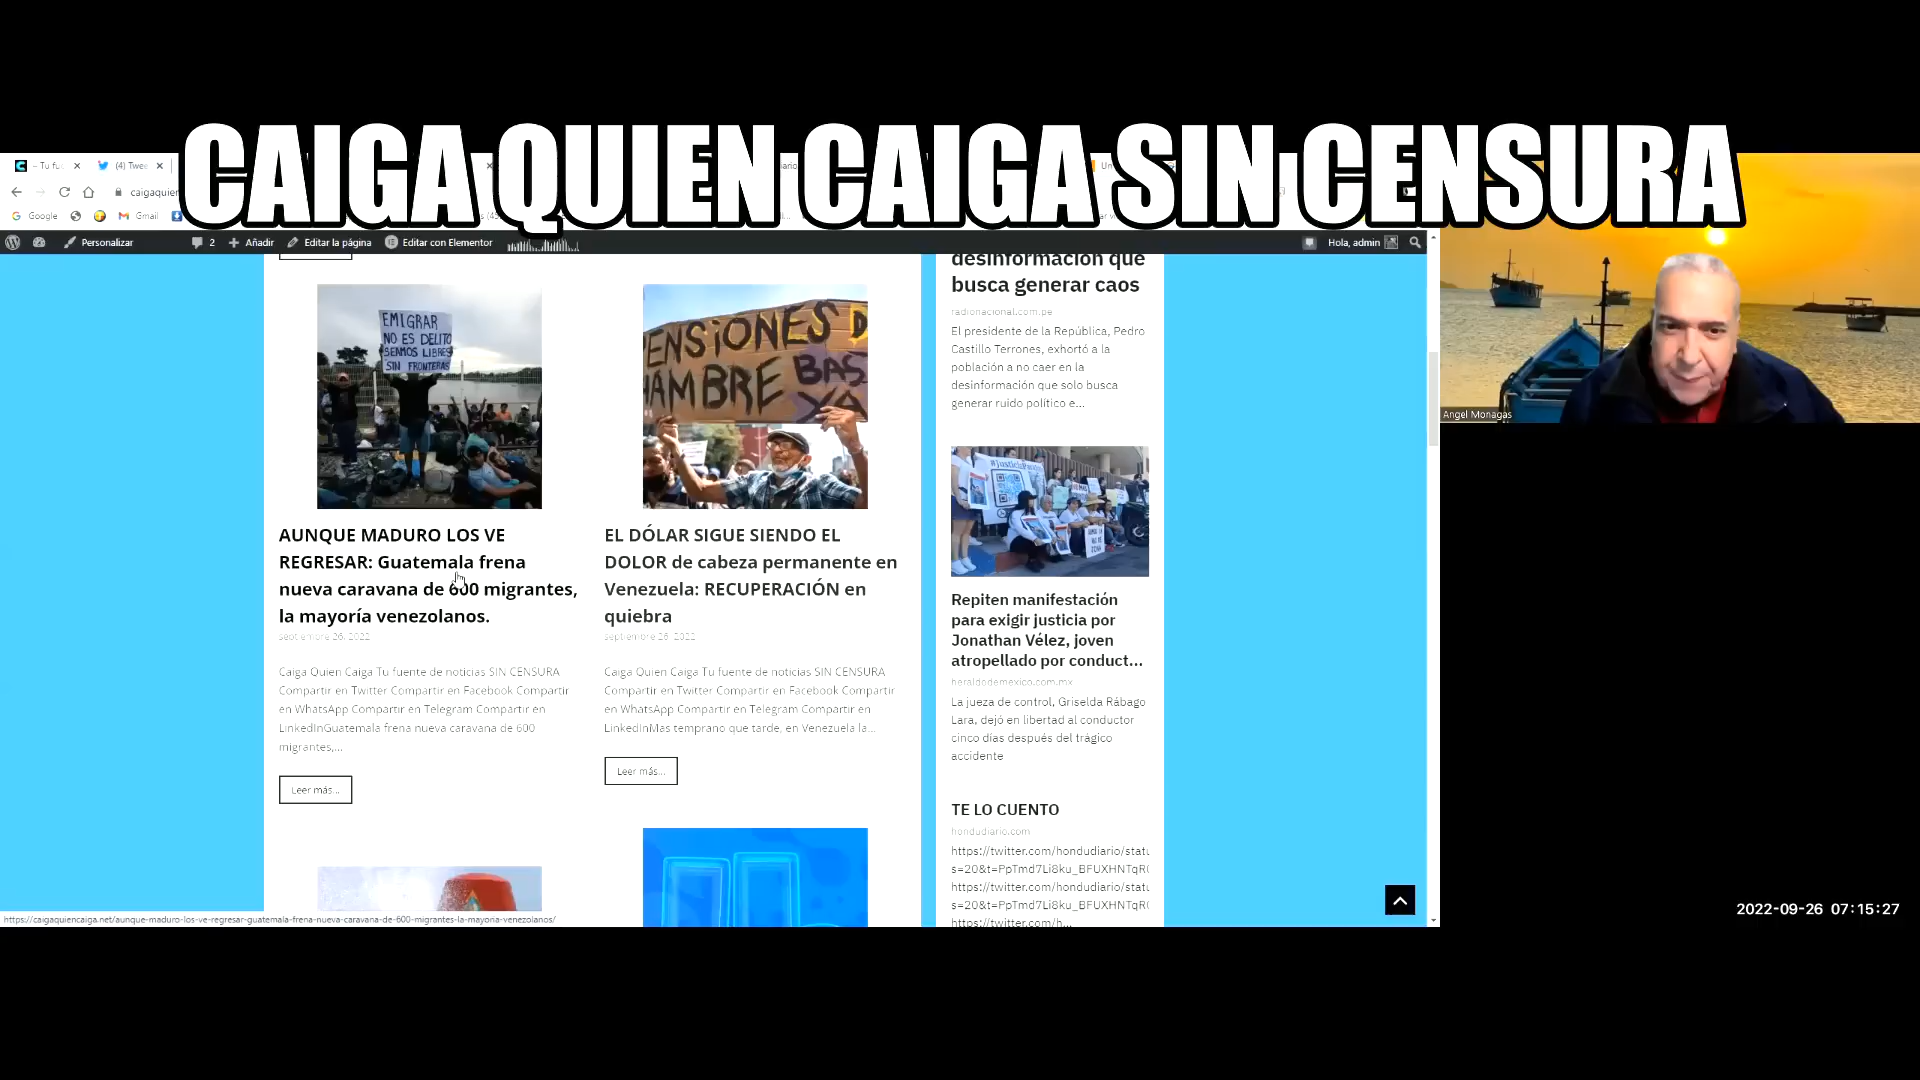 CAIGA QUIEN CAIGA SIN CENSURA
(4) Twee
caigaquien
Google
Gmail
Personalizar
2
Añadir
Editar la página
Editar con Elementor
Hola, admin
EMIGRAR
NO ES DELITO
SEAMOS LIBRES
SIN FRONTERAS
AUNQUE MADURO LOS VE
REGRESAR: Guatemala frena
nueva caravana de 600 migrantes,
la mayoría venezolanos.
septiembre 26, 2022
Caiga Quien Caiga Tu fuente de noticias SIN CENSURA
Compartir en Twitter Compartir en Facebook Compartir
en WhatsApp Compartir en Telegram Compartir en
LinkedInGuatemala frena nueva caravana de 600
migrantes,...
Leer más...
ENSIONES D
HAMBRE BAS
YA
EL DÓLAR SIGUE SIENDO EL
DOLOR de cabeza permanente en
Venezuela: RECUPERACIÓN en
quiebra
septiembre 26, 2022
Caiga Quien Caiga Tu fuente de noticias SIN CENSURA
Compartir en Twitter Compartir en Facebook Compartir
en WhatsApp Compartir en Telegram Compartir en
LinkedInMas temprano que tarde, en Venezuela la...
Leer más...
desinformación que
busca generar caos
radionacional.com.pe
El presidente de la República, Pedro
Castillo Terrones, exhortó a la
población a no caer en la
desinformación que solo busca
generar ruido político e...
Repiten manifestación
para exigir justicia por
Jonathan Vélez, joven
atropellado por conduct...
heraldodemexico.com.mx
La jueza de control, Griselda Rábago
Lara, dejó en libertad al conductor
cinco días después del trágico
accidente
TE LO CUENTO
hondudiario.com
https://twitter.com/hondudiario/statu
s=20&t=PpTmd7Li8ku_BFUXHNTqR
https://twitter.com/hondudiario/statu
s=20&t=PpTmd7Li8ku_BFUXHNTqR
https://twitter.com/h...
https://caigaquiencaiga.net/aunque-maduro-los-ve-regresar-guatemala-frena-nueva-caravana-de-600-migrantes-la-mayoria-venezolanos/
Angel Monagas
2022-09-26 07:15:27